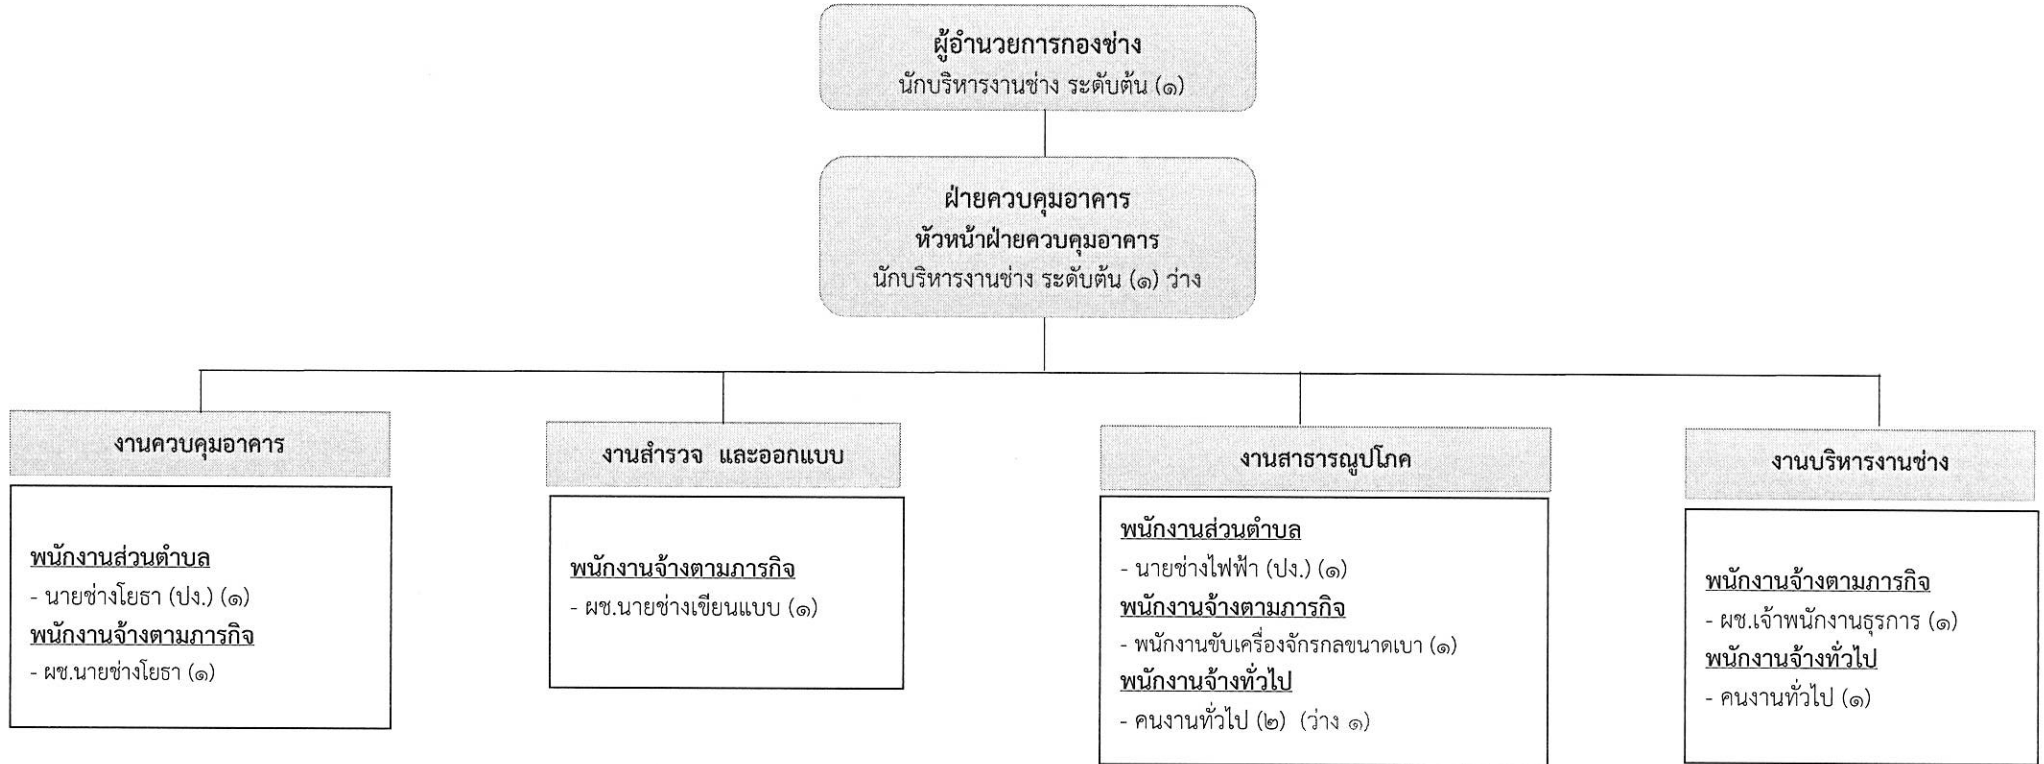 ผู้อำนวยการกองช่าง
นักบริหารงานช่าง ระดับต้น (๑)
ฝ่ายควบคุมอาคาร
หัวหน้าฝ่ายควบคุมอาคาร
นักบริหารงานช่าง ระดับต้น (๑) ว่าง
งานควบคุมอาคาร
พนักงานส่วนตำบล
- นายช่างโยธา (ปง.) (๑)
พนักงานจ้างตามภารกิจ
- ผช.นายช่างโยธา (๑)
งานสำรวจ และออกแบบ
พนักงานจ้างตามภารกิจ
- ผช.นายช่างเขียนแบบ (๑)
งานสาธารณูปโภค
พนักงานส่วนตำบล
- นายช่างไฟฟ้า (ปง.) (๑)
พนักงานจ้างตามภารกิจ
- พนักงานขับเครื่องจักรกลขนาดเบา (๑)
พนักงานจ้างทั่วไป
- คนงานทั่วไป (๒) (ว่าง ๑)
งานบริหารงานช่าง
พนักงานจ้างตามภารกิจ
- ผช.เจ้าพนักงานธุรการ (๑)
พนักงานจ้างทั่วไป
- คนงานทั่วไป (๑)